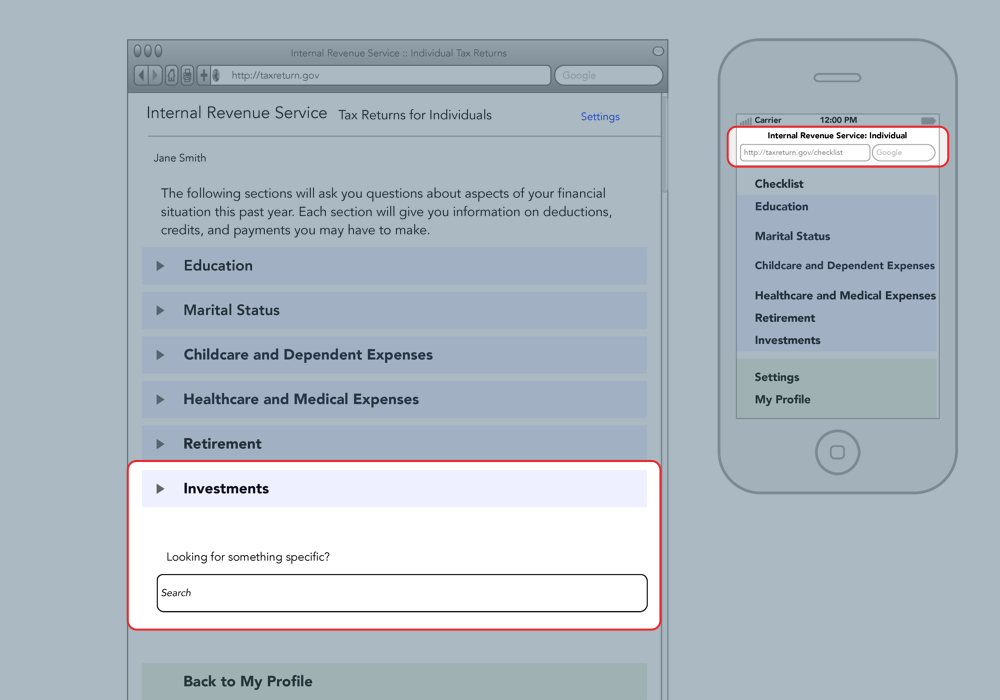 Internal Revenue Service :: Individual Tax Returns
http://taxreturn.gov
Google
Internal Revenue Service Tax Returns for Individuals
Settings
Jane Smith
The following sections will ask you questions about aspects of your financial
situation this past year. Each section will give you information on deductions,
credits, and payments you may have to make.
Education
Marital Status
Childcare and Dependent Expenses
Healthcare and Medical Expenses
Retirement
Investments
Looking for something specific?
Search
Back to My Profile
Carrier 12:00 PM
Internal Revenue Service: Individual
http://taxreturn.gov/checklist
Google
Checklist
Education
Marital Status
Childcare and Dependent Expenses
Healthcare and Medical Expenses
Retirement
Investments
Settings
My Profile